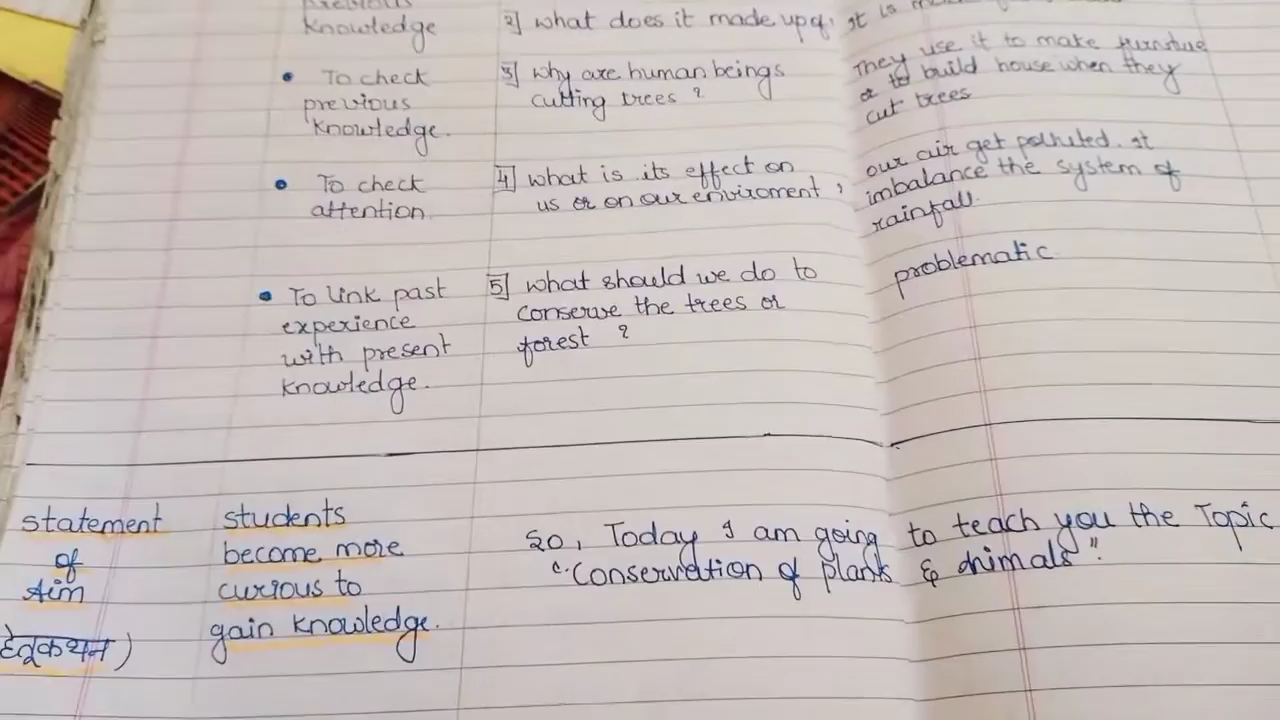 previous
knowledge
2] what does it made up of. It is
• To check
previous
knowledge.
3] why are human beings
cutting trees ?
They use it to make furniture
or to build house when they
cut trees
• To check
attention.
4] what is its effect on
us or on our enviroment ?
our air get polluted. It
imbalance the system of
rainfall.
• To link past
experience
with present
knowledge.
5] what should we do to
conserve the trees or
forest ?
problematic
statement
of
Aim
हेतूकथन)
students
become more
curious to
gain knowledge.
So, Today I am going to teach you the Topic
"Conservation of plants & Animals".